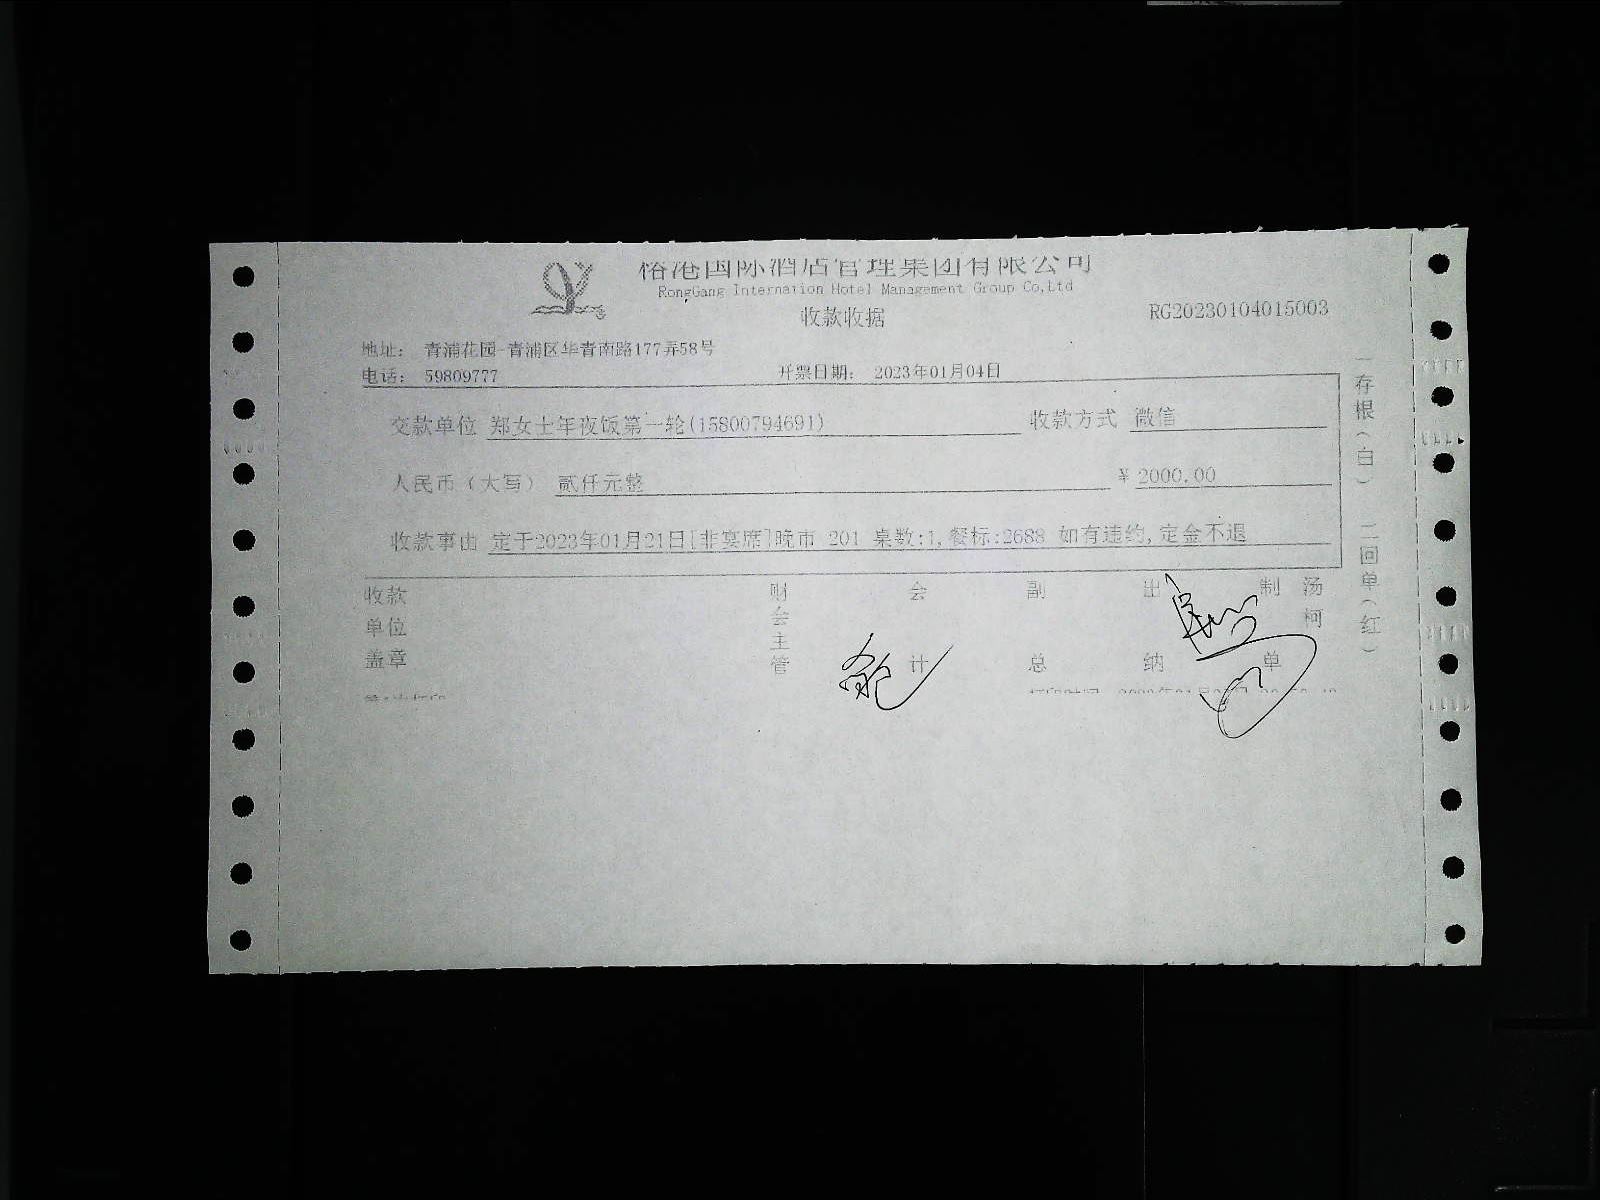 榕港国际酒店管理集团有限公司
RongGang Internation Hotel Management Group Co,Ltd
收款收据
RG20230104015003
地址: 青浦花园-青浦区华青南路177弄58号
电话: 59809777
开票日期: 2023年01月04日
交款单位 郑女士年夜饭第一轮(15800794691)
收款方式 微信
人民币(大写) 贰仟元整
¥ 2000.00
收款事由 定于2023年01月21日[非宴席]晚市 201 桌数:1,餐标:2688 如有违约,定金不退
收款单位盖章
财会主管
会计
副总
出纳
制单
汤柯
一存根(白) 二回单(红)